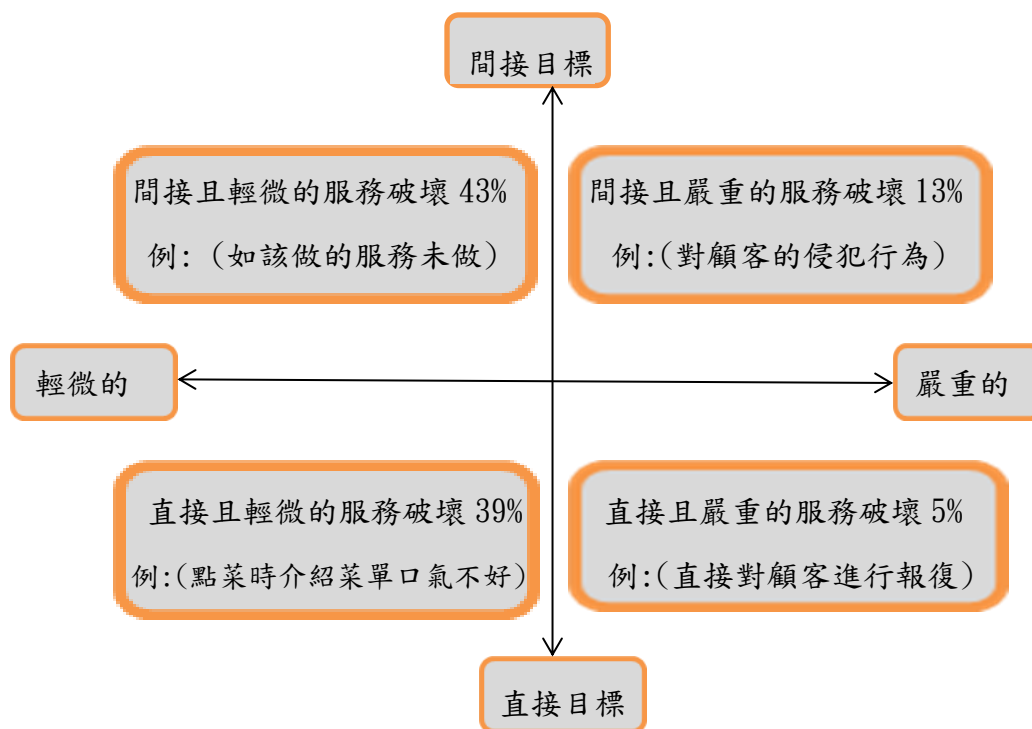 間接目標
間接且輕微的服務破壞 43%
例: (如該做的服務未做)
間接且嚴重的服務破壞 13%
例:(對顧客的侵犯行為)
輕微的
嚴重的
直接且輕微的服務破壞 39%
例:(點菜時介紹菜單口氣不好)
直接且嚴重的服務破壞 5%
例:(直接對顧客進行報復)
直接目標